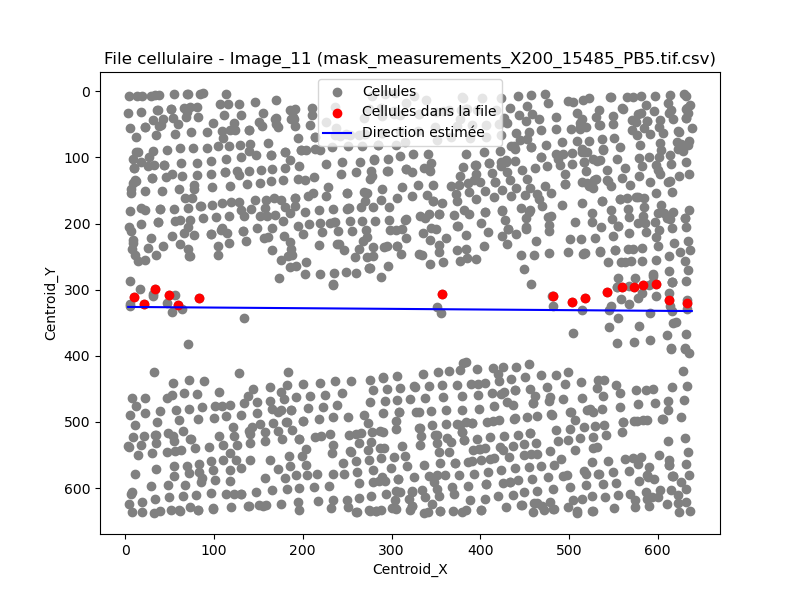 File cellulaire - Image_11 (mask_measurements_X200_15485_PB5.tif.csv)
Cellules
Cellules dans la file
Direction estimée
0
100
200
300
400
500
600
Centroid_Y
0 100 200 300 400 500 600
Centroid_X